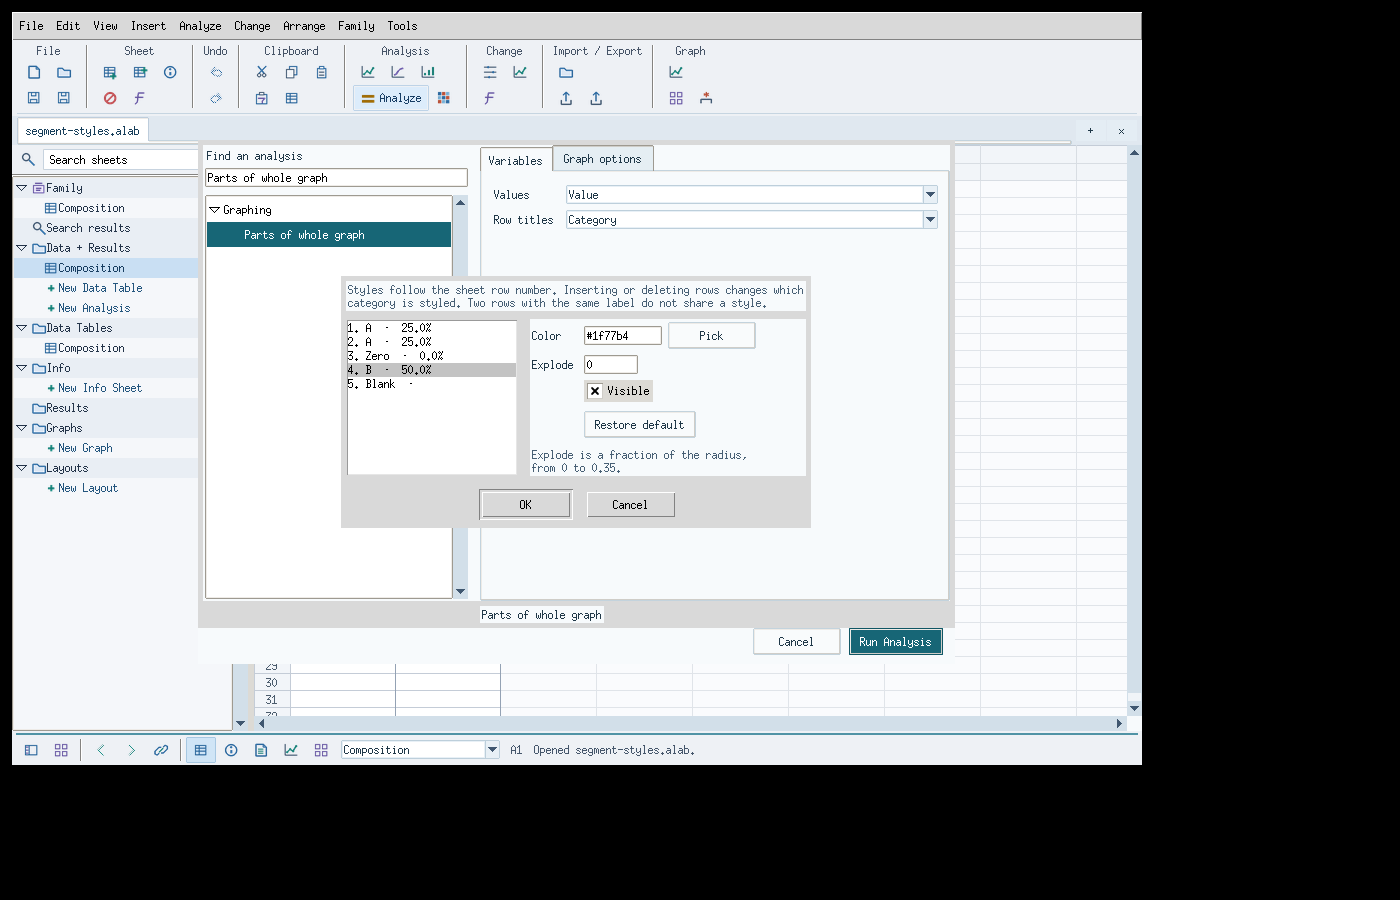 File Edit View Insert Analyze Change Arrange Family Tools
File Sheet Undo Clipboard Analysis Change Import / Export Graph
Analyze
segment-styles.alab
+ ×
Search sheets
Family
Composition
Search results
Data + Results
Composition
+ New Data Table
+ New Analysis
Data Tables
Composition
Info
+ New Info Sheet
Results
Graphs
+ New Graph
Layouts
+ New Layout
Find an analysis
Parts of whole graph
Graphing
Parts of whole graph
Variables Graph options
Values Value
Row titles Category
Styles follow the sheet row number. Inserting or deleting rows changes which
category is styled. Two rows with the same label do not share a style.
1. A - 25.0%
2. A - 25.0%
3. Zero - 0.0%
4. B - 50.0%
5. Blank -
Color #1f77b4 Pick
Explode 0
Visible
Restore default
Explode is a fraction of the radius,
from 0 to 0.35.
OK Cancel
Parts of whole graph
Cancel Run Analysis
29
30
31
32
Composition A1 Opened segment-styles.alab.